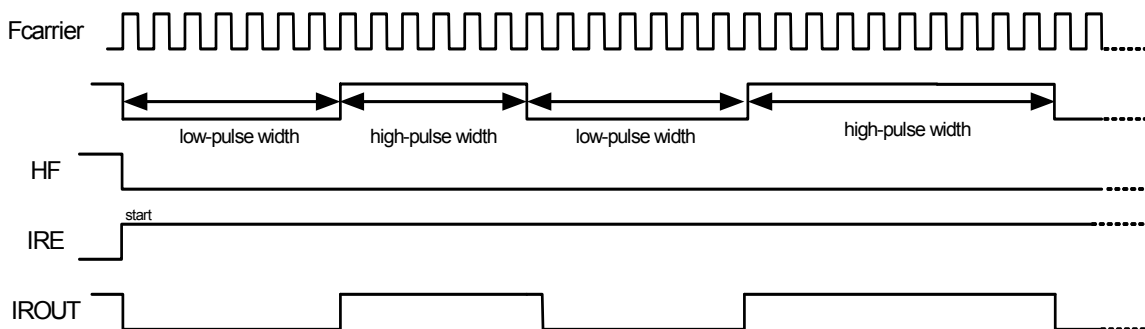 Fcarrier
low-pulse width high-pulse width low-pulse width high-pulse width
HF
start
IRE
IROUT